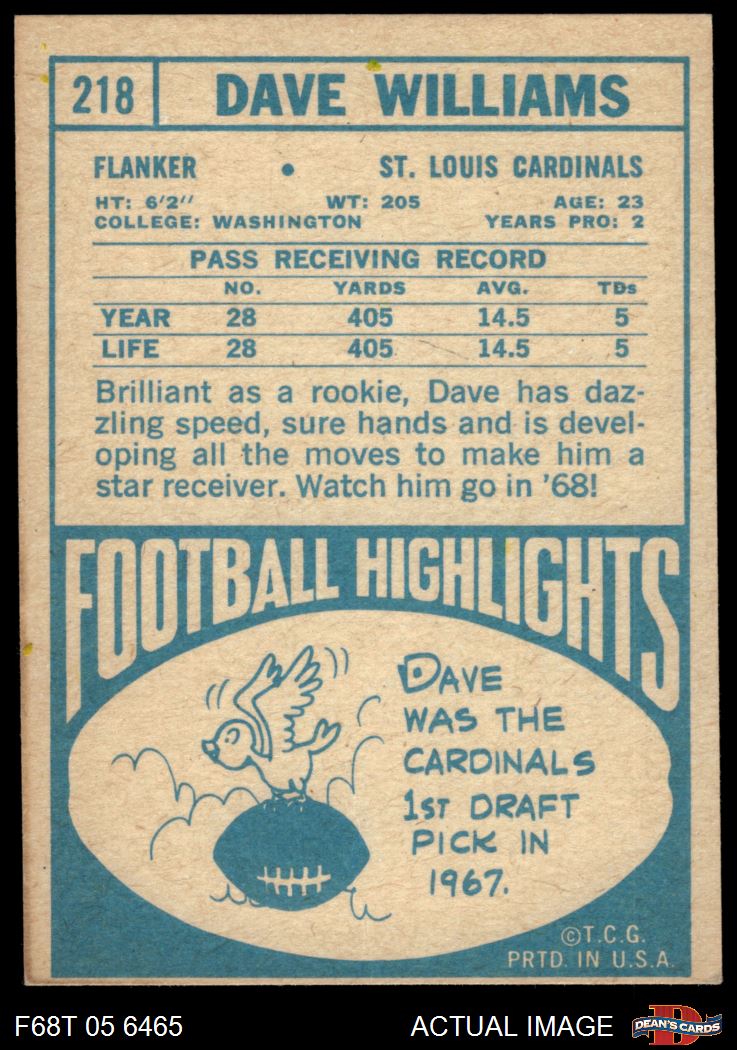 218 DAVE WILLIAMS
FLANKER • ST. LOUIS CARDINALS
HT: 6'2" WT: 205 AGE: 23
COLLEGE: WASHINGTON YEARS PRO: 2
PASS RECEIVING RECORD
NO. YARDS AVG. TDs
YEAR 28 405 14.5 5
LIFE 28 405 14.5 5
Brilliant as a rookie, Dave has daz-
zling speed, sure hands and is devel-
oping all the moves to make him a
star receiver. Watch him go in '68!
FOOTBALL HIGHLIGHTS
DAVE
WAS THE
CARDINALS
1ST DRAFT
PICK IN
1967.
©T.C.G.
PRTD. IN U.S.A.
F68T 05 6465 ACTUAL IMAGE DEAN'S CARDS